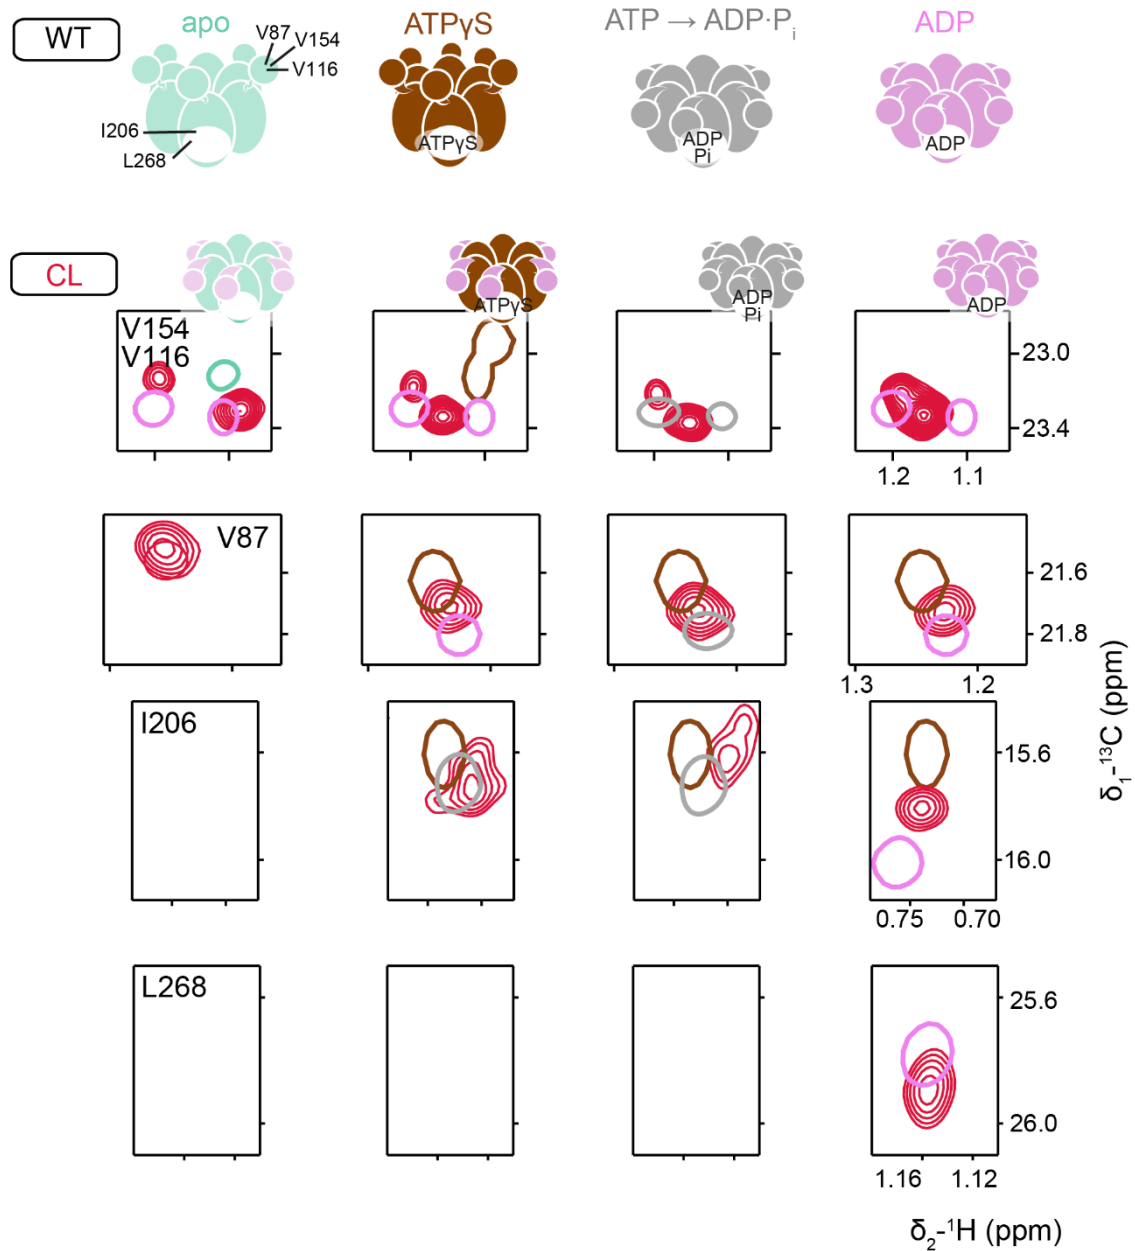 WT
apo
ATPγS
ATP → ADP·Pi
ADP
V87
V154
V116
I206
L268
ATPγS
ADP
Pi
ADP
CL
ATPγS
ADP
Pi
ADP
V154
V116
23.0
23.4
1.2 1.1
V87
21.6
21.8
1.3 1.2
I206
15.6
16.0
0.75 0.70
L268
25.6
26.0
1.16 1.12
δ1-13C (ppm)
δ2-1H (ppm)